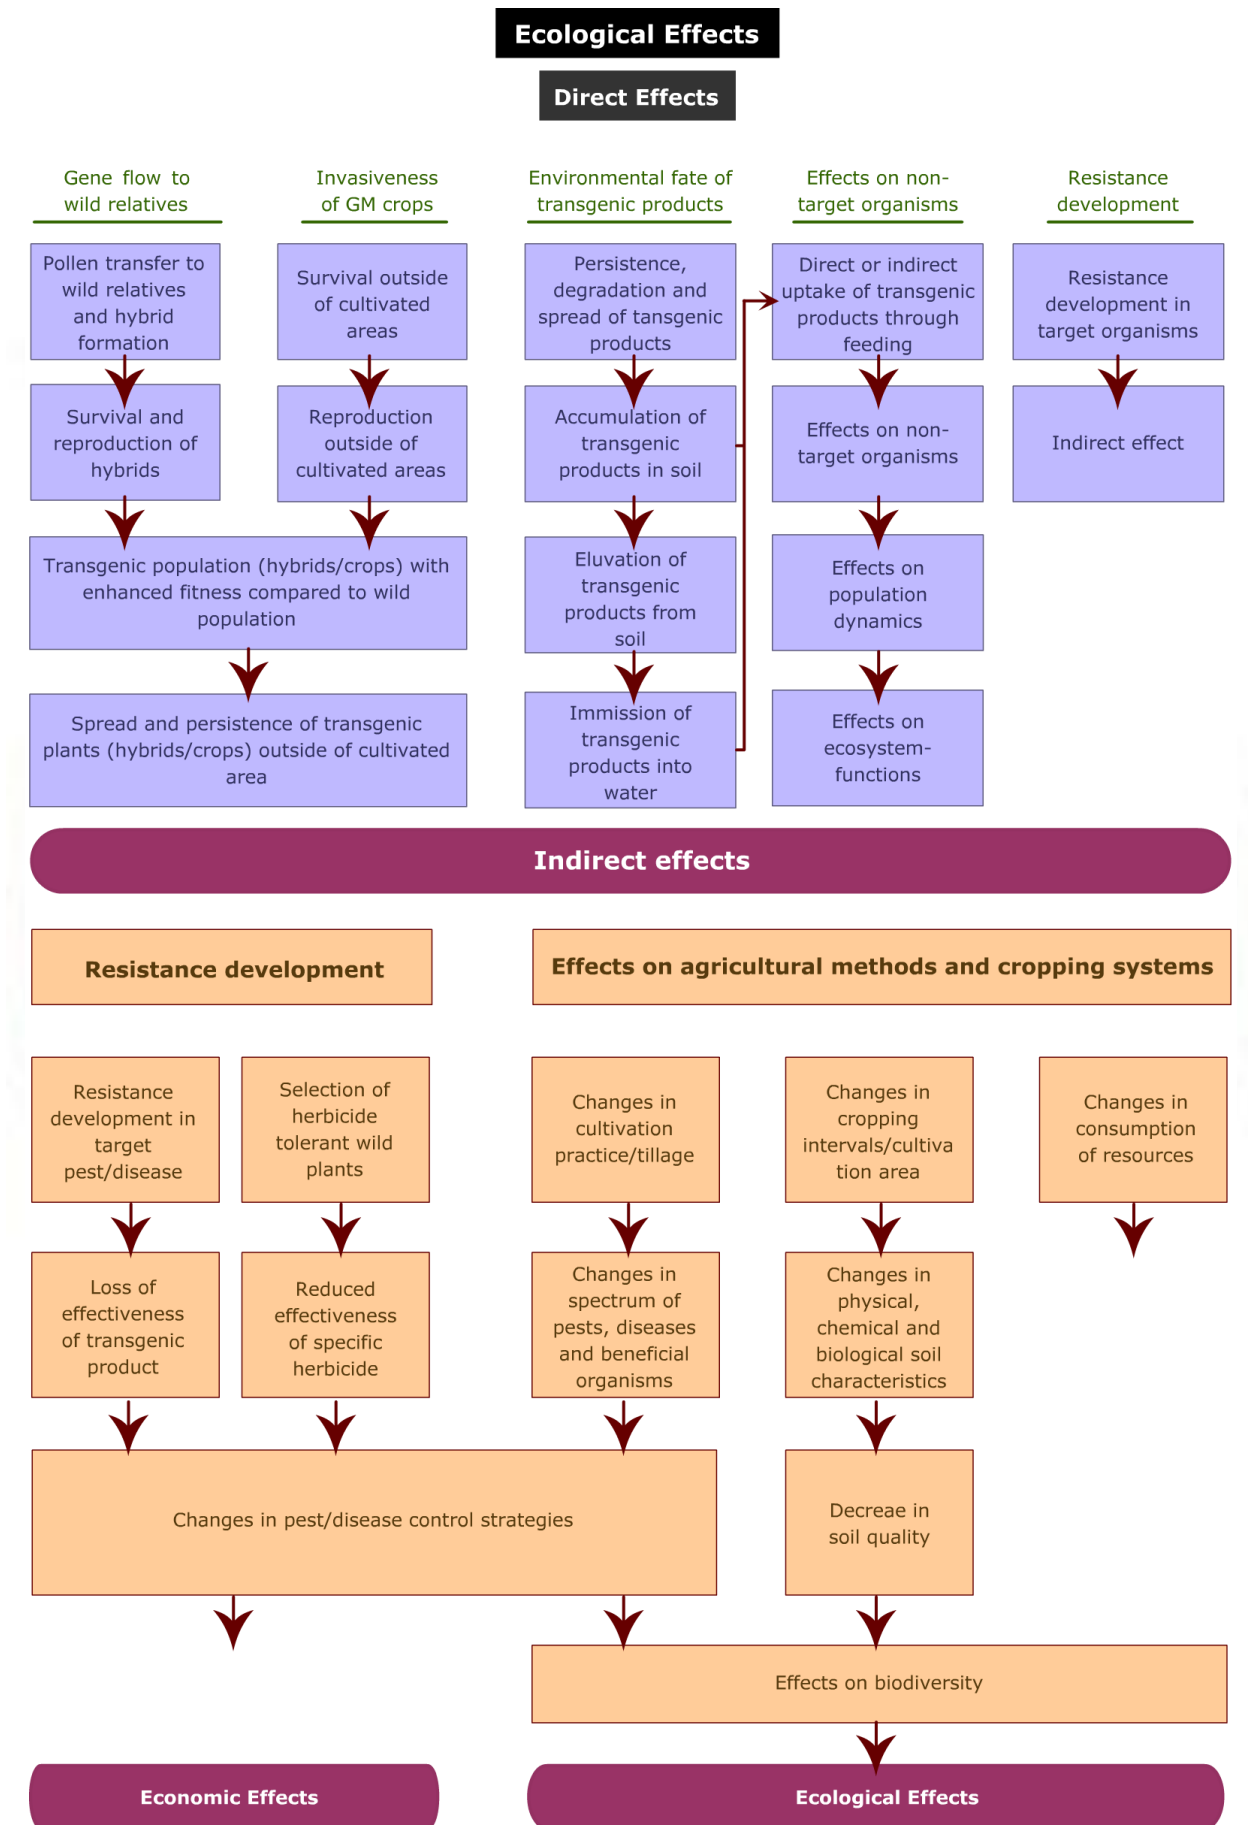 Ecological Effects
Direct Effects
Gene flow to
wild relatives
Invasiveness
of GM crops
Environmental fate of
transgenic products
Effects on non-
target organisms
Resistance
development
Pollen transfer to
wild relatives
and hybrid
formation
Survival outside
of cultivated
areas
Persistence,
degradation and
spread of tansgenic
products
Direct or indirect
uptake of transgenic
products through
feeding
Resistance
development in
target organisms
Survival and
reproduction of
hybrids
Reproduction
outside of
cultivated areas
Accumulation of
transgenic
products in soil
Effects on non-
target organisms
Indirect effect
Transgenic population (hybrids/crops) with
enhanced fitness compared to wild
population
Eluvation of
transgenic
products from
soil
Effects on
population
dynamics
Spread and persistence of transgenic
plants (hybrids/crops) outside of cultivated
area
Immission of
transgenic
products into
water
Effects on
ecosystem-
functions
Indirect effects
Resistance development
Effects on agricultural methods and cropping systems
Resistance
development in
target
pest/disease
Selection of
herbicide
tolerant wild
plants
Changes in
cultivation
practice/tillage
Changes in
cropping
intervals/cultiva
tion area
Changes in
consumption
of resources
Loss of
effectiveness
of transgenic
product
Reduced
effectiveness
of specific
herbicide
Changes in
spectrum of
pests, diseases
and beneficial
organisms
Changes in
physical,
chemical and
biological soil
characteristics
Changes in pest/disease control strategies
Decreae in
soil quality
Effects on biodiversity
Economic Effects
Ecological Effects